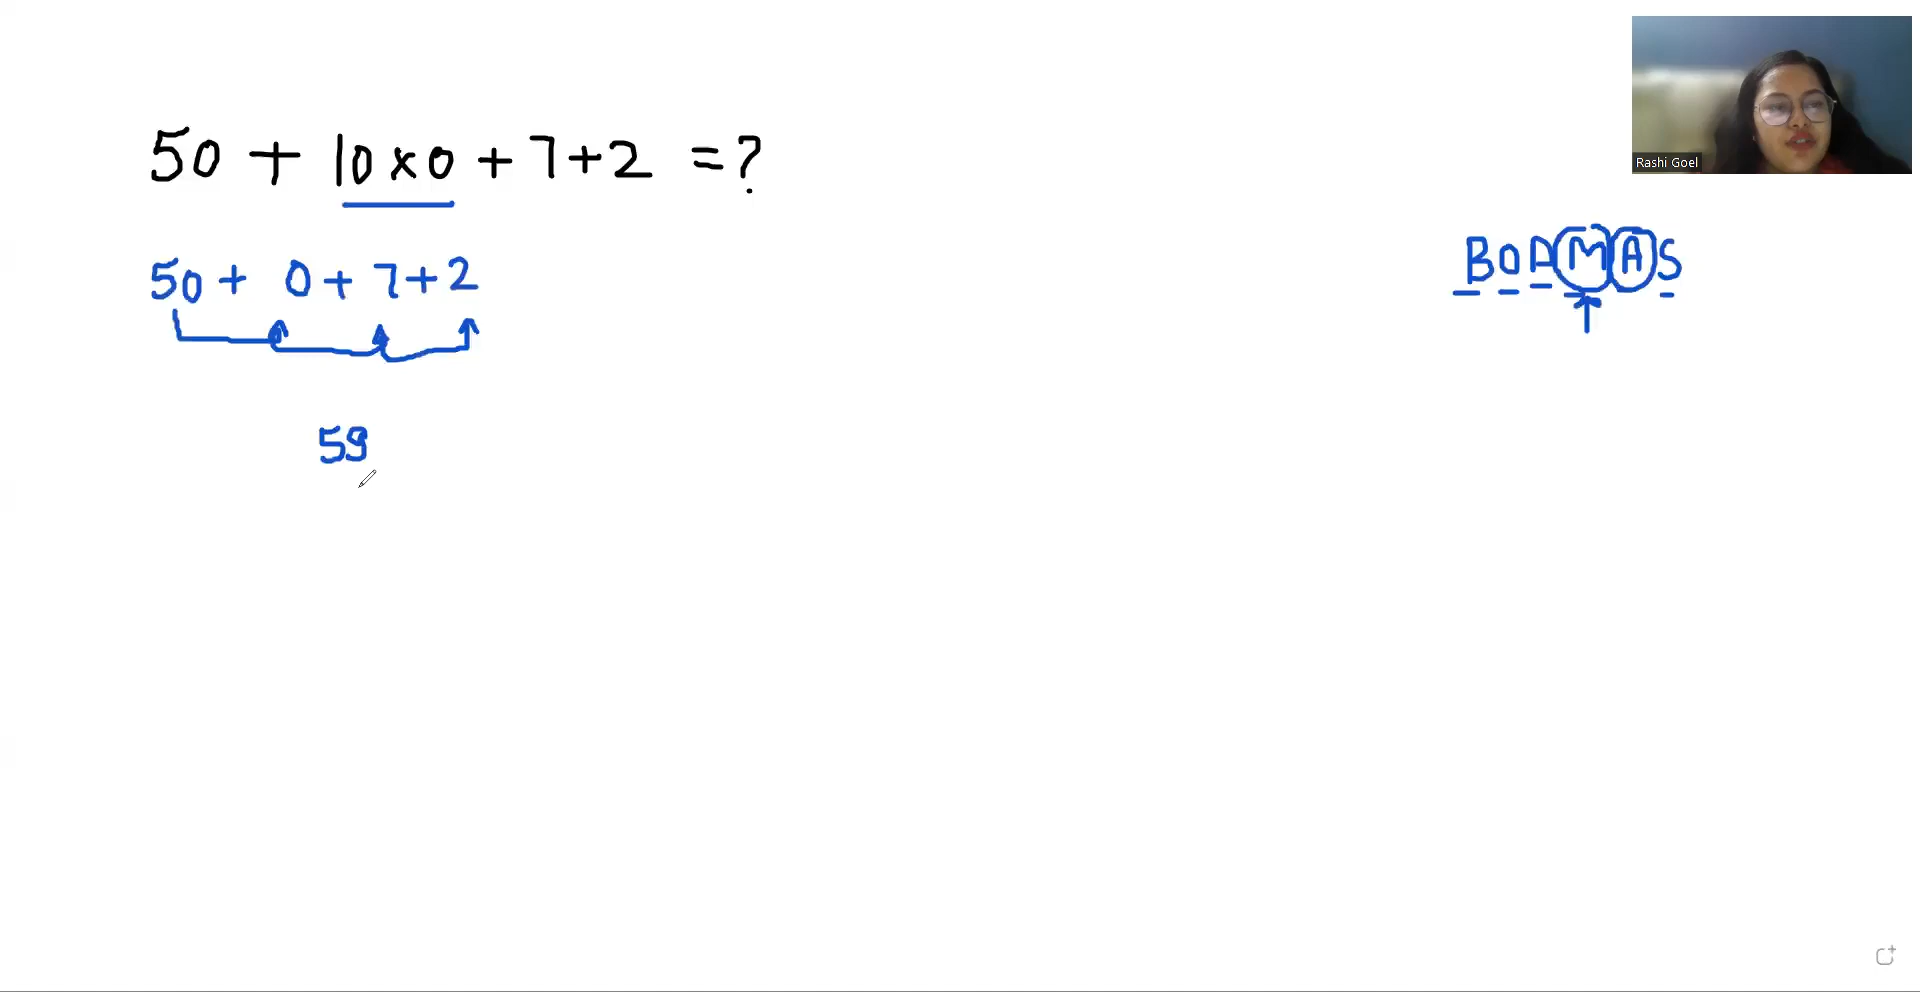 50 + 10 x 0 + 7 + 2 = ?
Rashi Goel
BODMAS
50 + 0 + 7 + 2
59